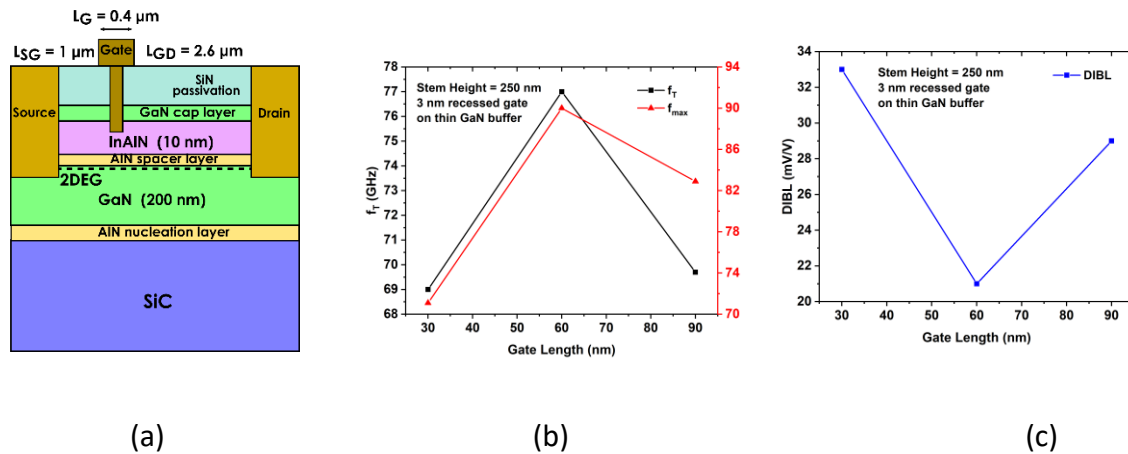 L_G = 0.4 µm
L_SG = 1 µm
Gate
L_GD = 2.6 µm
SiN
passivation
Source
Drain
GaN cap layer
InAlN (10 nm)
AlN spacer layer
2DEG
GaN (200 nm)
AlN nucleation layer
SiC
78
77
76
75
74
73
72
71
70
69
68
f_T (GHz)
Stem Height = 250 nm
3 nm recessed gate
on thin GaN buffer
f_T
f_max
94
90
86
82
78
74
70
30 40 50 60 70 80 90
Gate Length (nm)
34
32
30
28
26
24
22
20
DIBL (mV/V)
Stem Height = 250 nm
3 nm recessed gate
on thin GaN buffer
DIBL
30 40 50 60 70 80 90
Gate Length (nm)
(a)
(b)
(c)